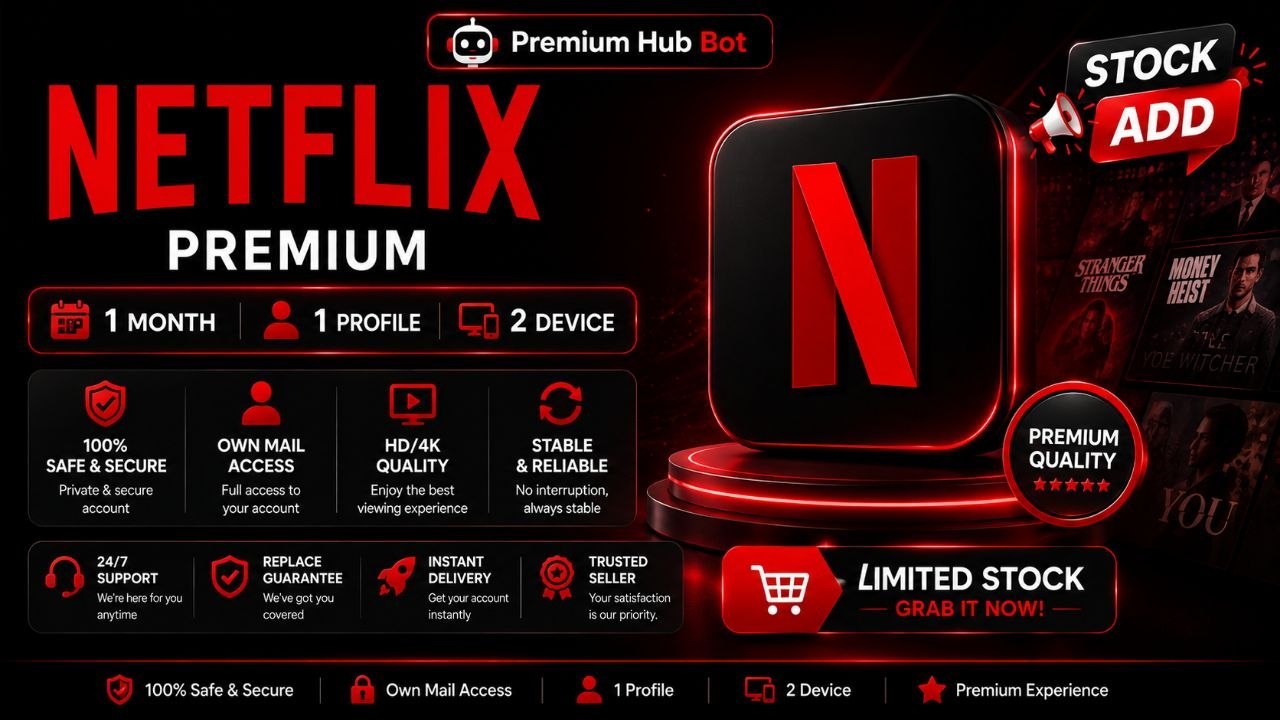 Premium Hub Bot
STOCK
ADD
NETFLIX
PREMIUM
1 MONTH
1 PROFILE
2 DEVICE
100%
SAFE & SECURE
Private & secure
account
OWN MAIL
ACCESS
Full access to
your account
HD/4K
QUALITY
Enjoy the best
viewing experience
STABLE
& RELIABLE
No interruption,
always stable
24/7
SUPPORT
We're here for you
anytime
REPLACE
GUARANTEE
We've got you
covered
INSTANT
DELIVERY
Get your account
instantly
TRUSTED
SELLER
Your satisfaction
is our priority.
N
STRANGER
THINGS
MONEY
HEIST
WITCHER
YOU
PREMIUM
QUALITY
LIMITED STOCK
GRAB IT NOW!
100% Safe & Secure
Own Mail Access
1 Profile
2 Device
Premium Experience